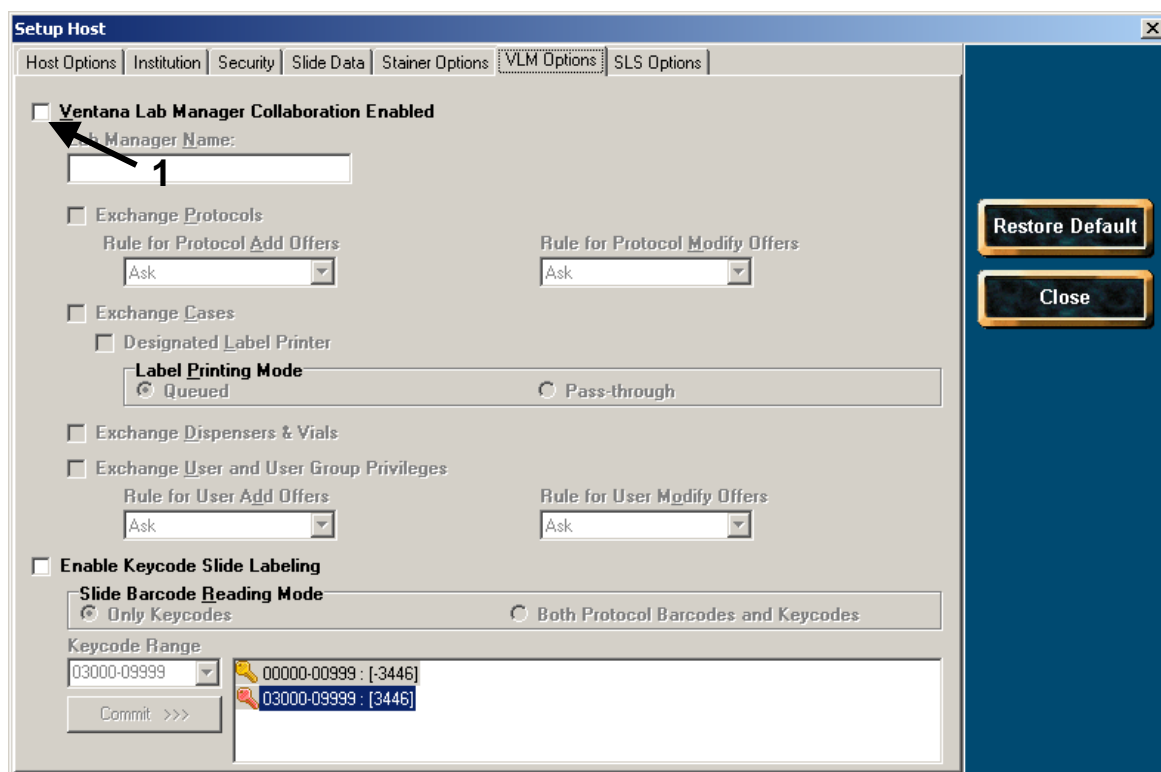 Setup Host
Host Options Institution Security Slide Data Stainer Options VLM Options SLS Options
Ventana Lab Manager Collaboration Enabled
Lab Manager Name:
1
Exchange Protocols
Rule for Protocol Add Offers Rule for Protocol Modify Offers
Ask Ask
Restore Default
Close
Exchange Cases
Designated Label Printer
Label Printing Mode
Queued Pass-through
Exchange Dispensers & Vials
Exchange User and User Group Privileges
Rule for User Add Offers Rule for User Modify Offers
Ask Ask
Enable Keycode Slide Labeling
Slide Barcode Reading Mode
Only Keycodes Both Protocol Barcodes and Keycodes
Keycode Range
03000-09999 00000-00999 : [-3446]
03000-09999 : [3446]
Commit >>>